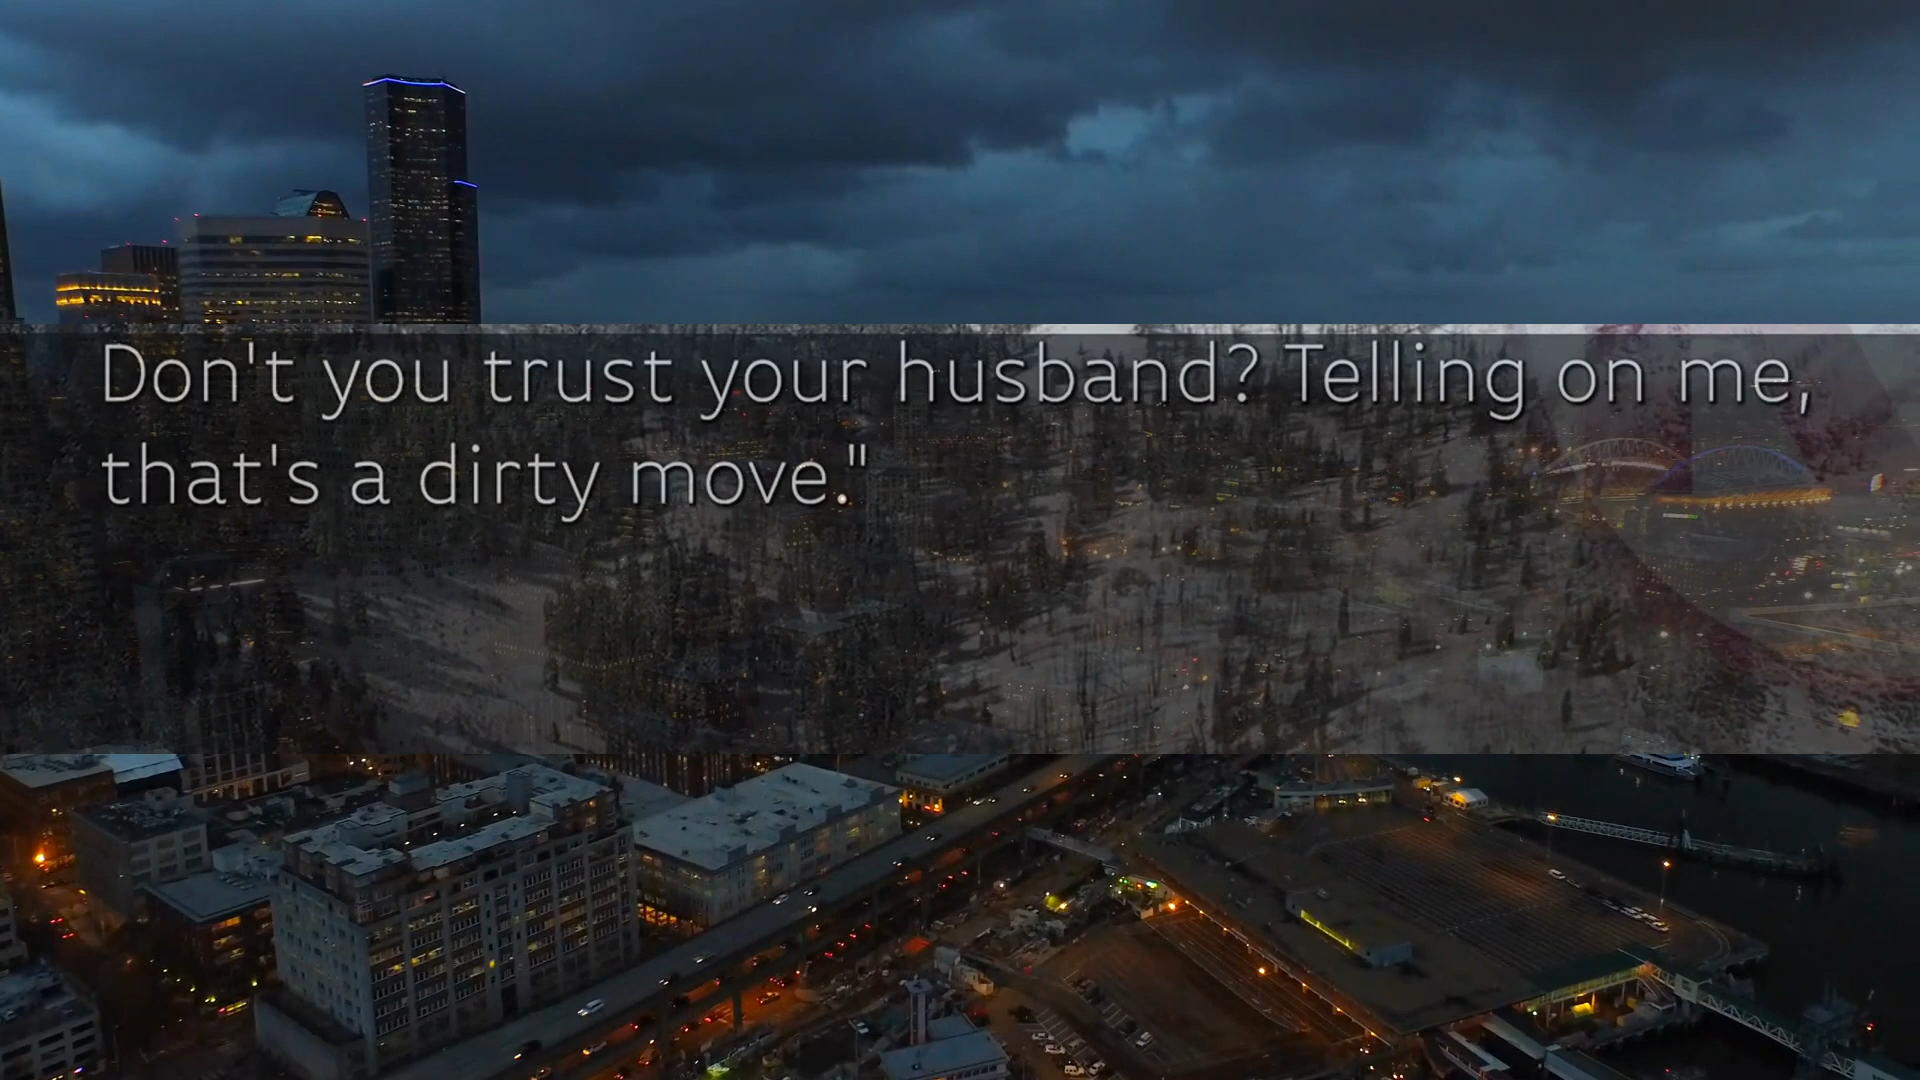 Don't you trust your husband? Telling on me,
that's a dirty move."